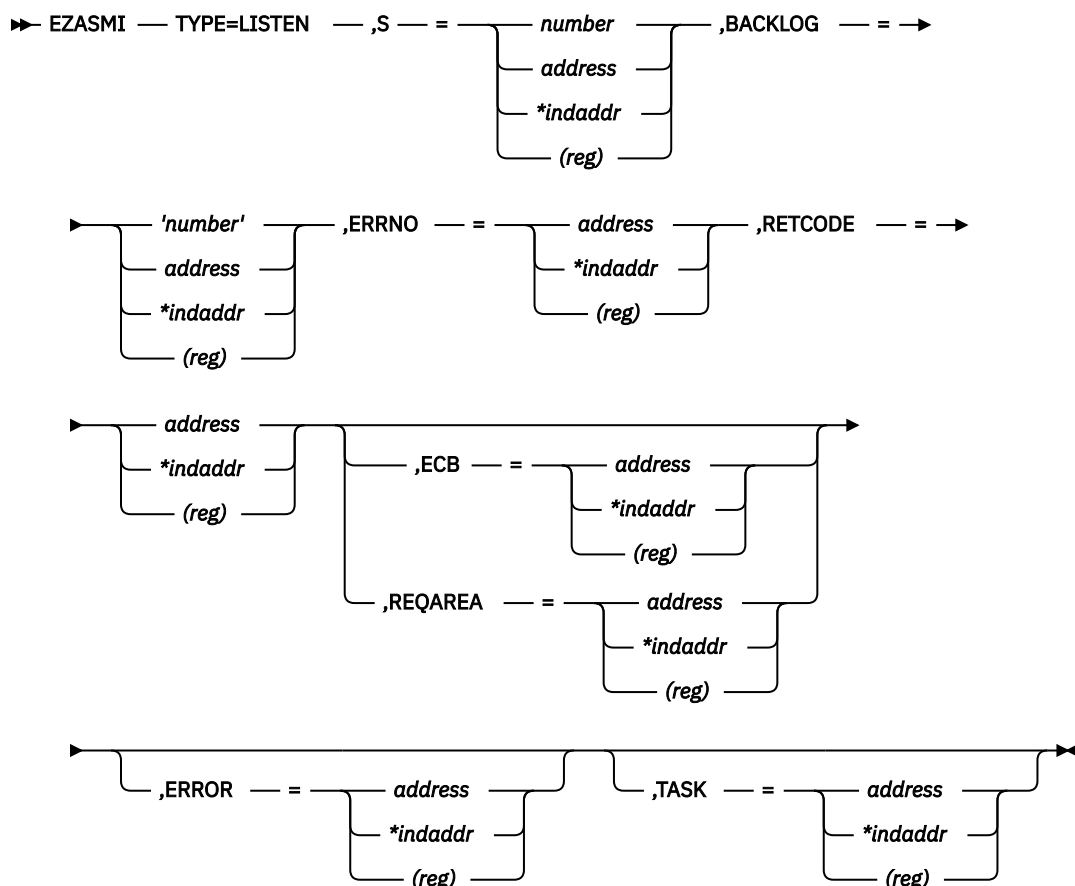 EZASMI TYPE=LISTEN ,S = number ,BACKLOG =
address
*indaddr
(reg)
'number' ,ERRNO = address ,RETCODE =
address *indaddr
*indaddr (reg)
(reg)
address
*indaddr ,ECB = address
(reg) *indaddr
(reg)
,REQAREA = address
*indaddr
(reg)
,ERROR = address ,TASK = address
*indaddr *indaddr
(reg) (reg)